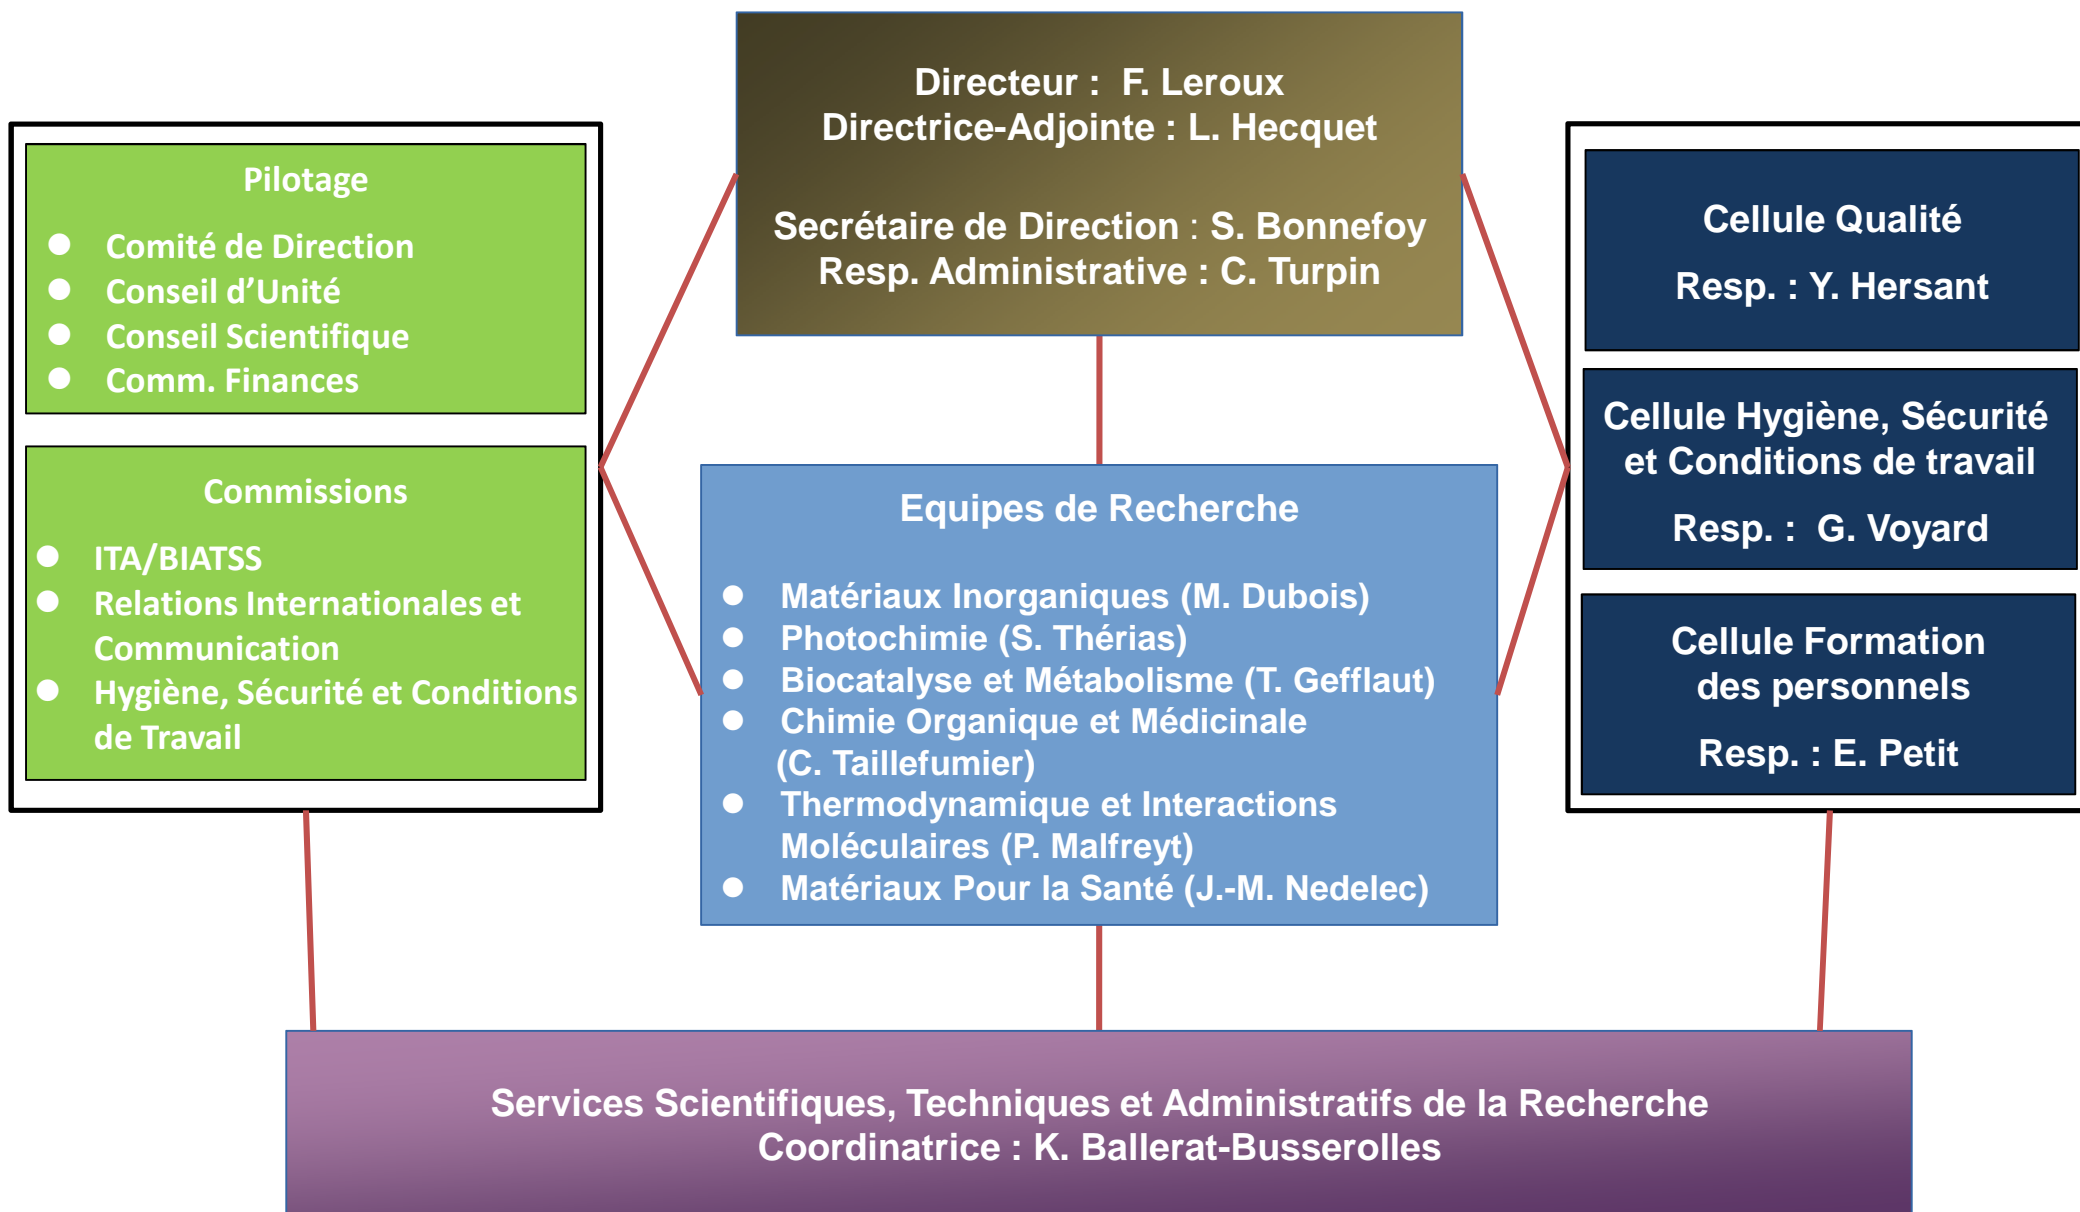 Directeur :  F. Leroux
Directrice-Adjointe : L. Hecquet
Secrétaire de Direction : S. Bonnefoy
Resp. Administrative : C. Turpin
Pilotage
● Comité de Direction
● Conseil d’Unité
● Conseil Scientifique
● Comm. Finances
Commissions
● ITA/BIATSS
● Relations Internationales et
Communication
● Hygiène, Sécurité et Conditions
de Travail
Equipes de Recherche
● Matériaux Inorganiques (M. Dubois)
● Photochimie (S. Thérias)
● Biocatalyse et Métabolisme (T. Gefflaut)
● Chimie Organique et Médicinale
(C. Taillefumier)
● Thermodynamique et Interactions
Moléculaires (P. Malfreyt)
● Matériaux Pour la Santé (J.-M. Nedelec)
Cellule Qualité
Resp. : Y. Hersant
Cellule Hygiène, Sécurité
et Conditions de travail
Resp. :  G. Voyard
Cellule Formation
des personnels
Resp. : E. Petit
Services Scientifiques, Techniques et Administratifs de la Recherche
Coordinatrice : K. Ballerat-Busserolles